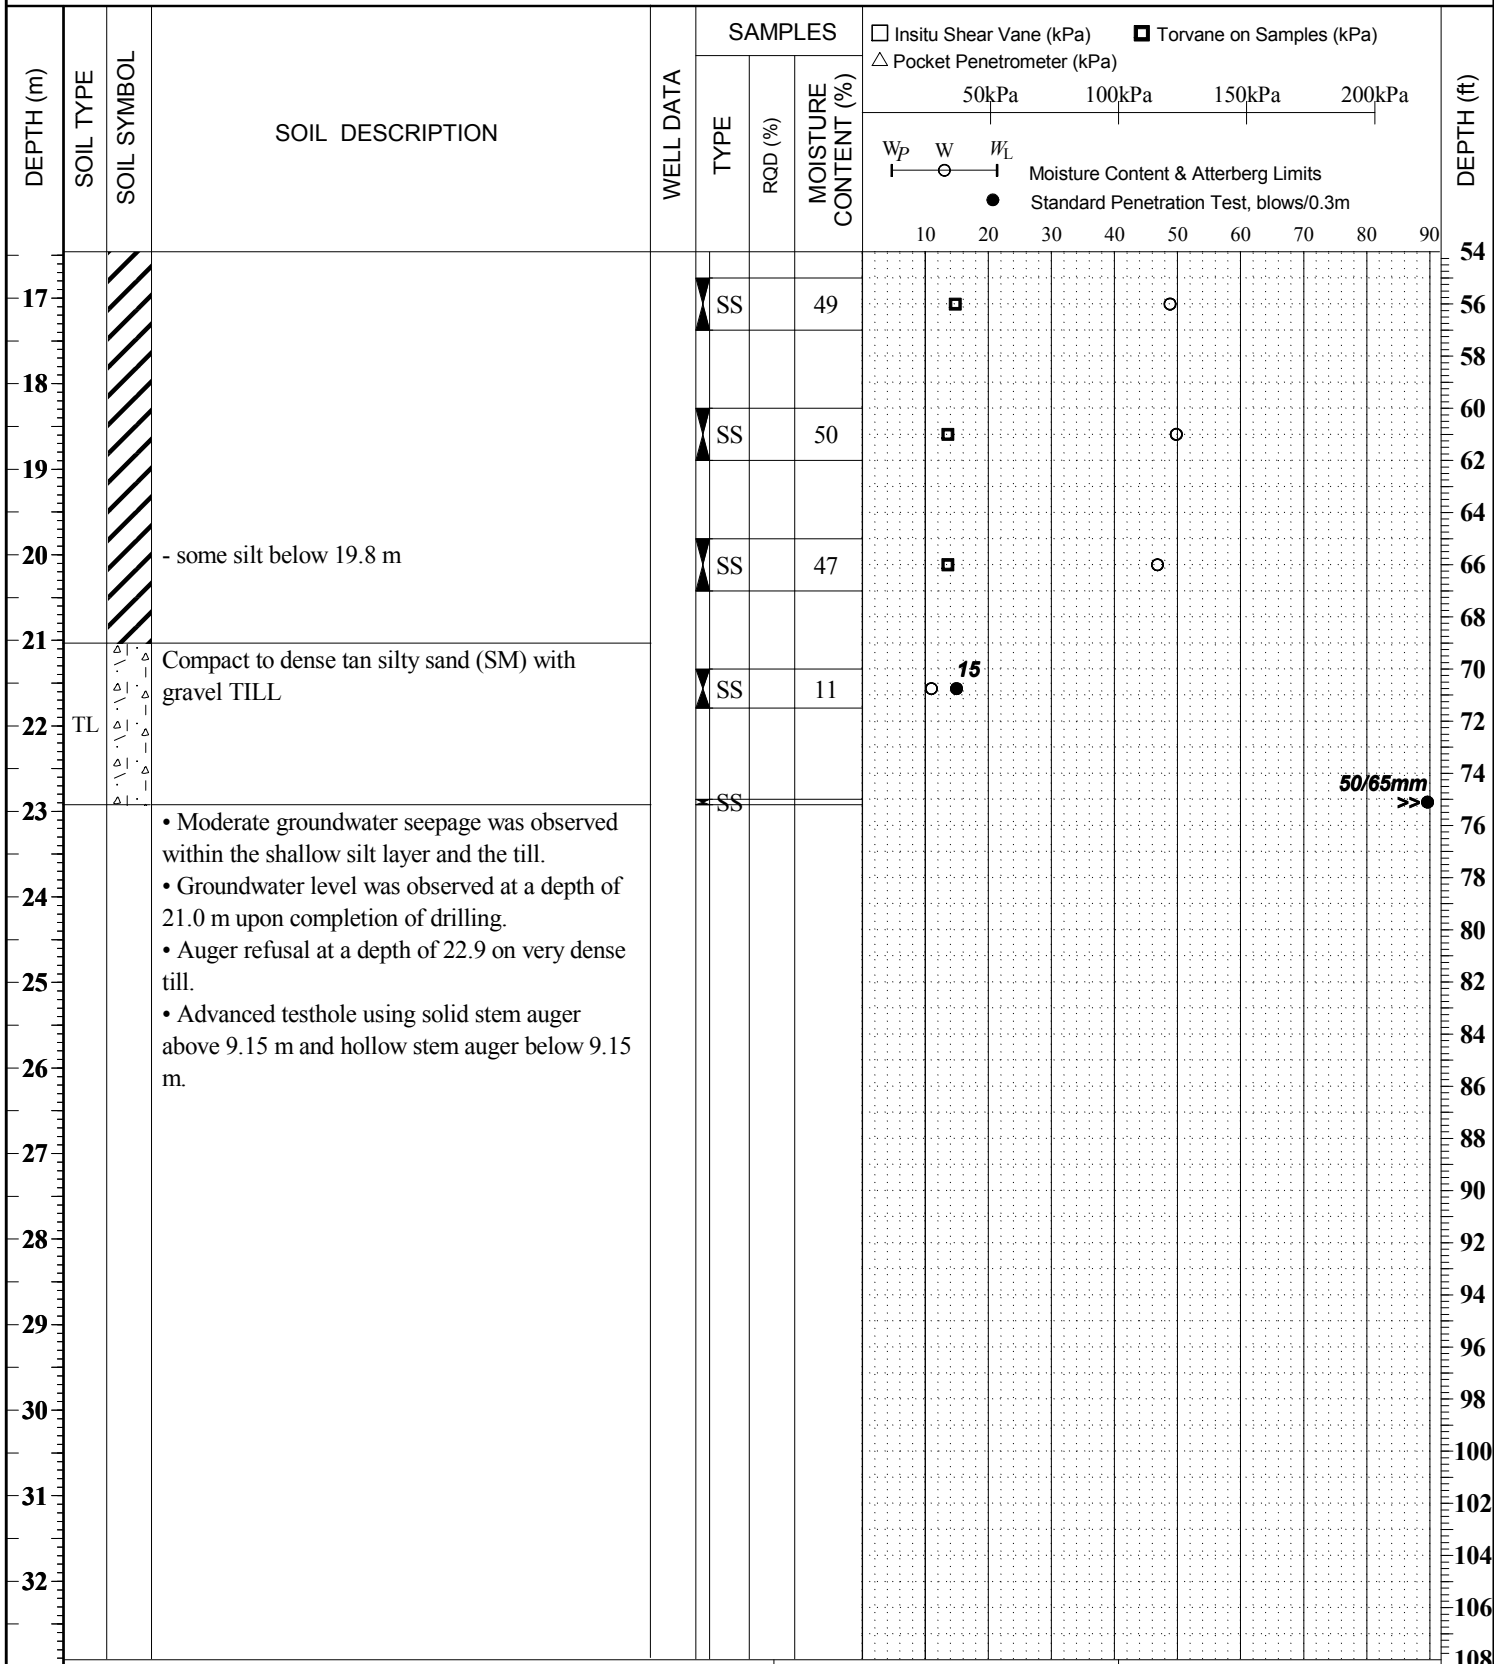 DEPTH (m)
SOIL TYPE
SOIL SYMBOL
SOIL DESCRIPTION
WELL DATA
SAMPLES
TYPE
RQD (%)
MOISTURE
CONTENT (%)
Insitu Shear Vane (kPa)
Torvane on Samples (kPa)
Pocket Penetrometer (kPa)
50kPa 100kPa 150kPa 200kPa
WP W WL
Moisture Content & Atterberg Limits
Standard Penetration Test, blows/0.3m
10 20 30 40 50 60 70 80 90
DEPTH (ft)
54
17 SS 49 56
58
18
60
SS 50
19 62
64
20 - some silt below 19.8 m SS 47 66
68
21
Compact to dense tan silty sand (SM) with
gravel TILL
SS 11 15 70
22 TL 72
74
50/65mm
23 SS >>
76
• Moderate groundwater seepage was observed
within the shallow silt layer and the till.
78
24 • Groundwater level was observed at a depth of
21.0 m upon completion of drilling.
80
• Auger refusal at a depth of 22.9 on very dense
till.
25 82
• Advanced testhole using solid stem auger
above 9.15 m and hollow stem auger below 9.15
m.
84
26
86
27 88
90
28 92
94
29
96
30 98
100
31 102
104
32
106
108